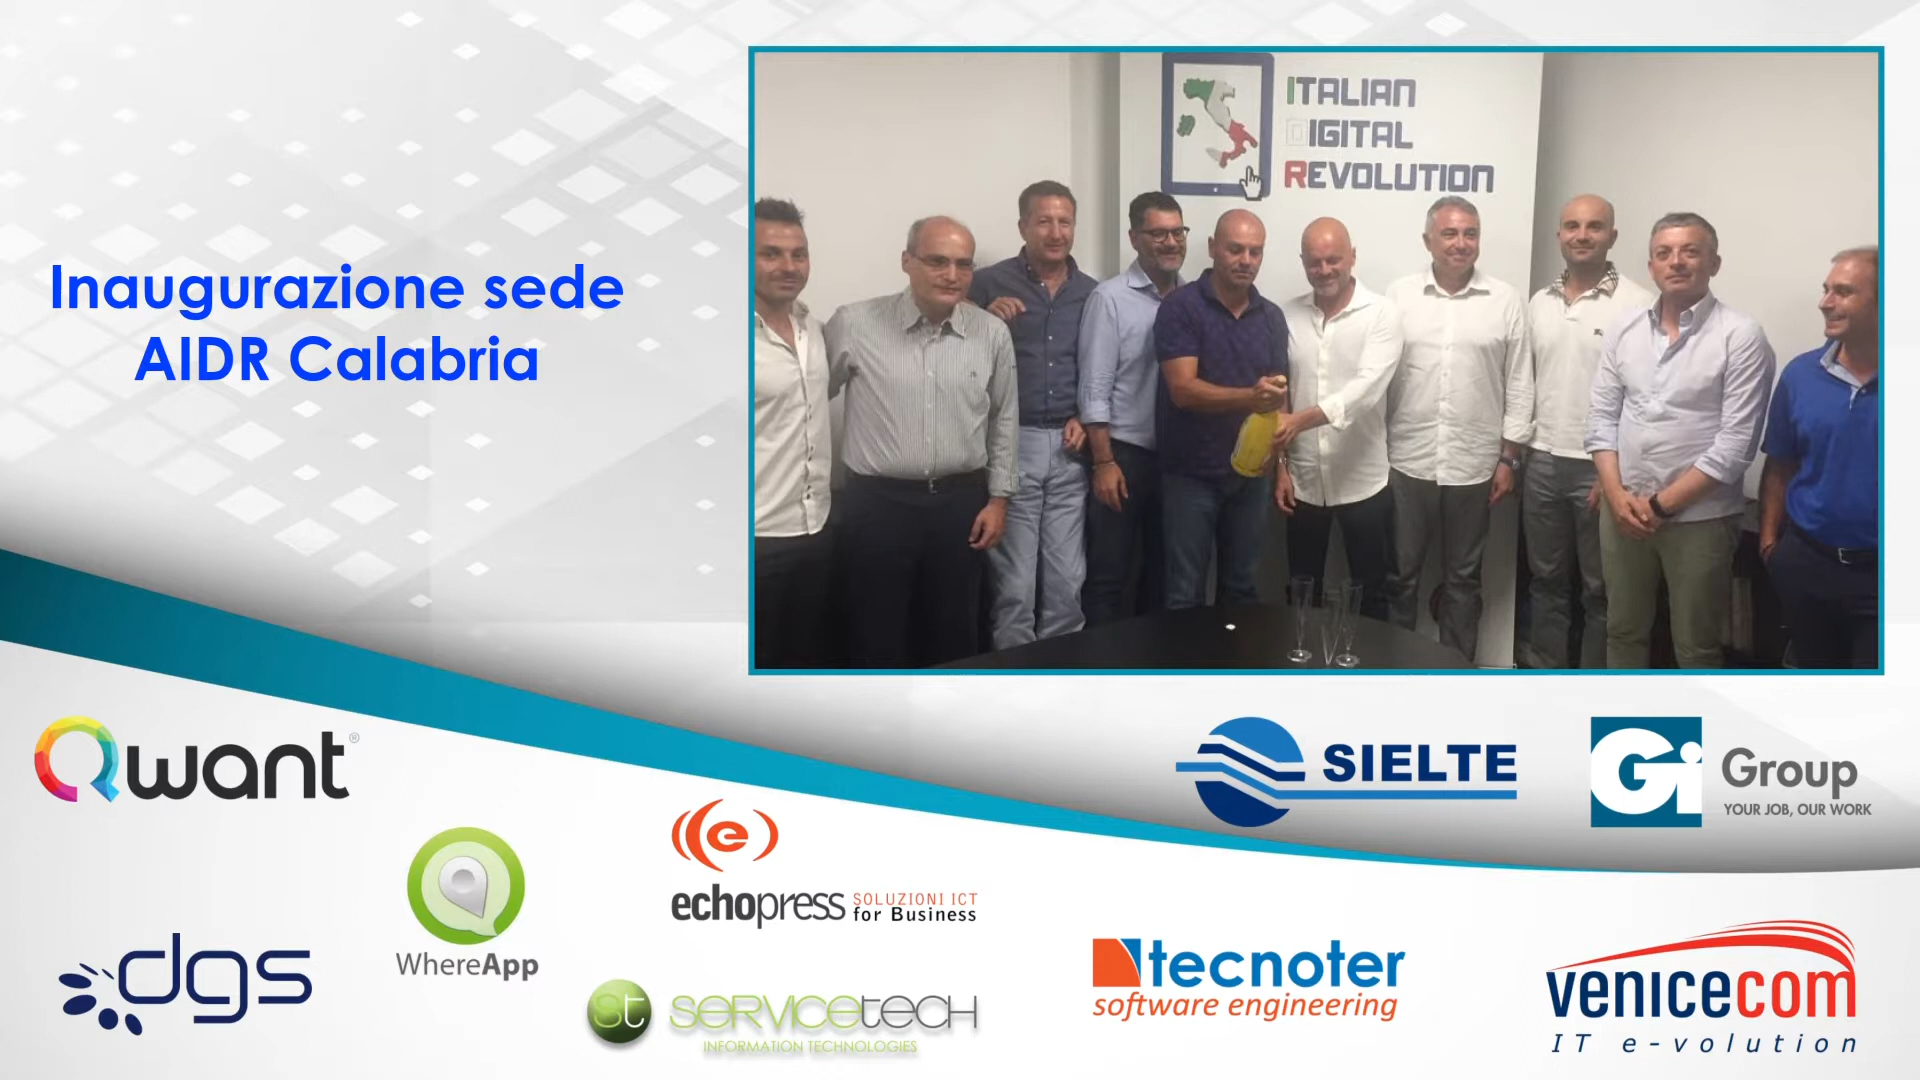 ITALIAN
DIGITAL
REVOLUTION
Inaugurazione sede
AIDR Calabria
Qwant®
SIELTE
Gi Group
YOUR JOB, OUR WORK
WhereApp
echopress SOLUZIONI ICT
for Business
dgs
st servicetech
INFORMATION TECHNOLOGIES
tecnoter
software engineering
venicecom
IT e-volution